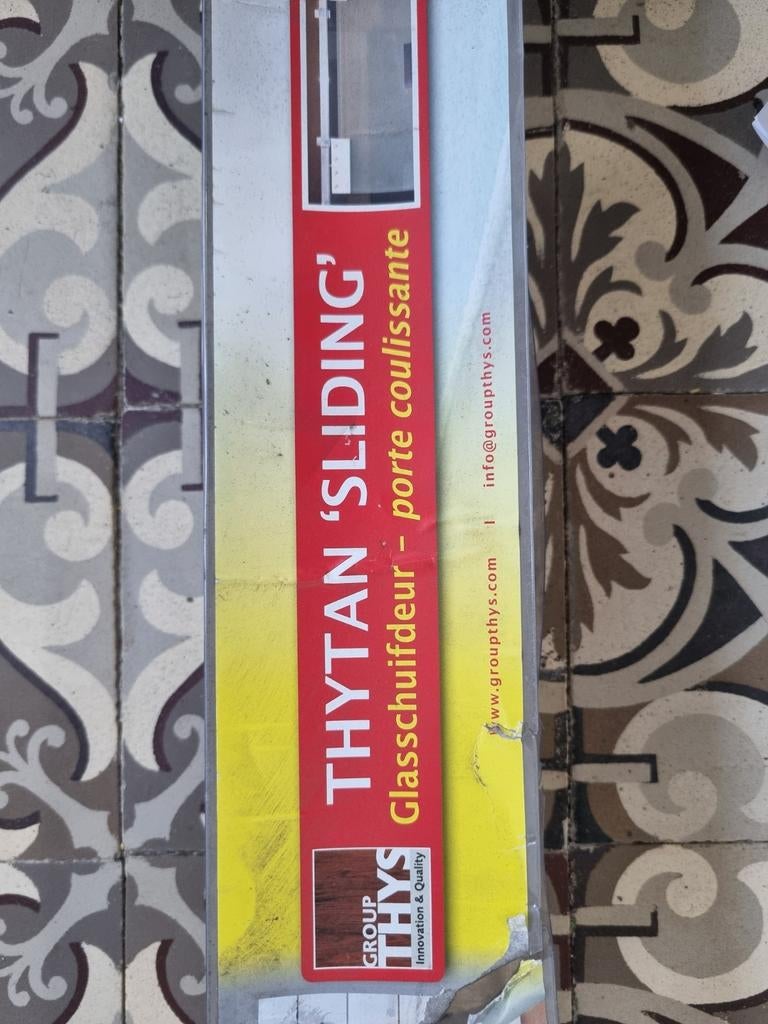 GROUP
THYS
Innovation & Quality
THYTAN ‘SLIDING’
Glasschuifdeur – porte coulissante
www.groupthys.com | info@groupthys.com